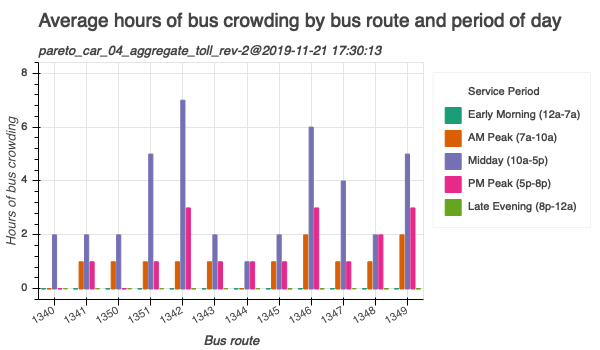 Average hours of bus crowding by bus route and period of day
pareto_car_04_aggregate_toll_rev-2@2019-11-21 17:30:13
8
6
4
2
0
Hours of bus crowding
1340 1341 1350 1351 1342 1343 1344 1345 1346 1347 1348 1349
Bus route
Service Period
Early Morning (12a-7a)
AM Peak (7a-10a)
Midday (10a-5p)
PM Peak (5p-8p)
Late Evening (8p-12a)